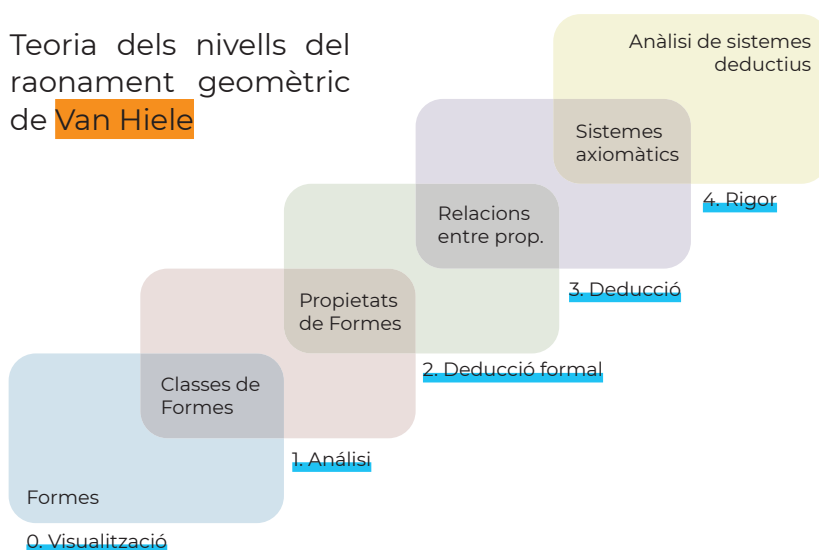 Teoria dels nivells del
raonament geomètric
de Van Hiele
Anàlisi de sistemes
deductius
Sistemes
axiomàtics
4. Rigor
Relacions
entre prop.
3. Deducció
Propietats
de Formes
2. Deducció formal
Classes de
Formes
1. Análisi
Formes
0. Visualització